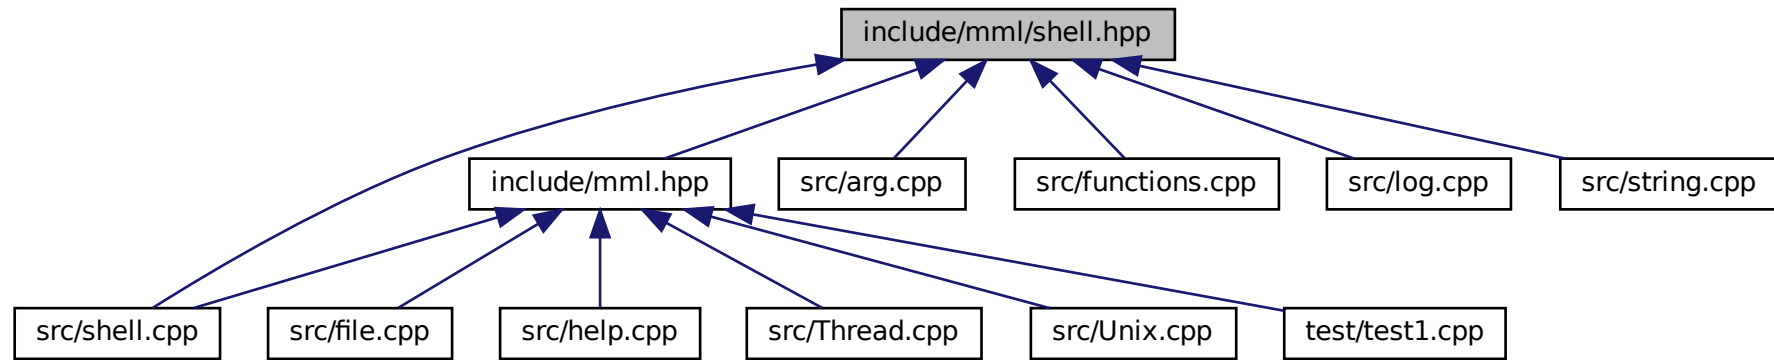 include/mml/shell.hpp
include/mml.hpp
src/arg.cpp
src/functions.cpp
src/log.cpp
src/string.cpp
src/shell.cpp
src/file.cpp
src/help.cpp
src/Thread.cpp
src/Unix.cpp
test/test1.cpp